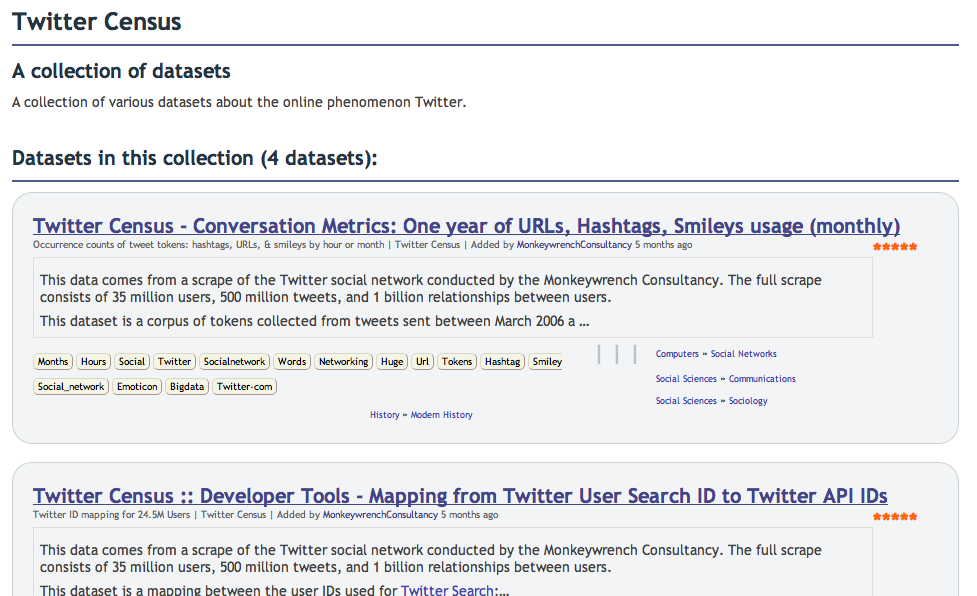 Twitter Census
A collection of datasets
A collection of various datasets about the online phenomenon Twitter.
Datasets in this collection (4 datasets):
Twitter Census - Conversation Metrics: One year of URLs, Hashtags, Smileys usage (monthly)
Occurrence counts of tweet tokens: hashtags, URLs, & smileys by hour or month | Twitter Census | Added by MonkeywrenchConsultancy 5 months ago
*****
This data comes from a scrape of the Twitter social network conducted by the Monkeywrench Consultancy. The full scrape
consists of 35 million users, 500 million tweets, and 1 billion relationships between users.
This dataset is a corpus of tokens collected from tweets sent between March 2006 a …
Months Hours Social Twitter Socialnetwork Words Networking Huge Url Tokens Hashtag Smiley
Social_network Emoticon Bigdata Twitter-com
Computers » Social Networks
Social Sciences » Communications
Social Sciences » Sociology
History » Modern History
Twitter Census :: Developer Tools - Mapping from Twitter User Search ID to Twitter API IDs
Twitter ID mapping for 24.5M Users | Twitter Census | Added by MonkeywrenchConsultancy 5 months ago
*****
This data comes from a scrape of the Twitter social network conducted by the Monkeywrench Consultancy. The full scrape
consists of 35 million users, 500 million tweets, and 1 billion relationships between users.
This dataset is a mapping between the user IDs used for Twitter Search:…